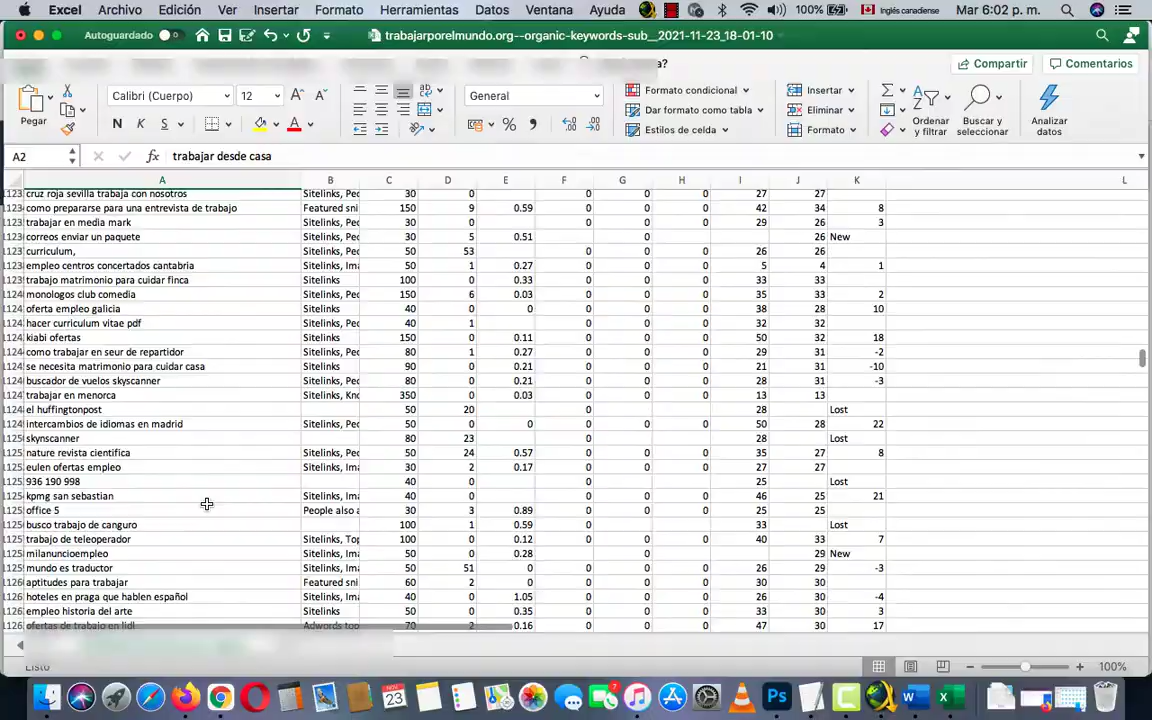 Excel Archivo Edición Ver Insertar Formato Herramientas Datos Ventana Ayuda 100% Inglés canadiense Mar 6:02 p. m.
Autoguardado trabajarporelmundo.org--organic-keywords-sub__2021-11-23_18-01-10
Compartir Comentarios
Pegar Calibri (Cuerpo) 12 General Formato condicional Insertar
Dar formato como tabla Eliminar Ordenar y filtrar Buscar y seleccionar Analizar datos
N K S Estilos de celda Formato
A2 fx trabajar desde casa
A B C D E F G H I J K L
cruz roja sevilla trabaja con nosotros Sitelinks, Peo 30 0 0 0 0 27 27
como prepararse para una entrevista de trabajo Featured sni 150 9 0.59 0 0 0 42 34 8
trabajar en media mark Sitelinks, Peo 30 0 0 0 0 29 26 3
correos enviar un paquete Sitelinks, Peo 30 5 0.51 0 26 New
curriculum, Sitelinks, Peo 50 53 0 0 0 26 26
empleo centros concertados cantabria Sitelinks, Ima 50 1 0.27 0 0 0 5 4 1
trabajo matrimonio para cuidar finca Sitelinks 100 0 0.33 0 0 0 33 33
monologos club comedia Sitelinks, Peo 150 6 0.03 0 0 0 35 33 2
oferta empleo galicia Sitelinks 40 0 0 0 0 0 38 28 10
hacer curriculum vitae pdf Sitelinks, Peo 40 1 0 0 0 32 32
kiabi ofertas Sitelinks 150 0 0.11 0 0 0 50 32 18
como trabajar en seur de repartidor Sitelinks, Peo 80 1 0.27 0 0 0 29 31 -2
se necesita matrimonio para cuidar casa Sitelinks 90 0 0.21 0 0 0 21 31 -10
buscador de vuelos skyscanner Sitelinks, Peo 80 0 0.21 0 0 0 28 31 -3
trabajar en menorca Sitelinks, Kno 350 0 0.03 0 0 0 13 13
el huffingtonpost 50 20 0 28 Lost
intercambios de idiomas en madrid Sitelinks, Peo 50 0 0 0 0 0 50 28 22
skynscanner 80 23 0 28 Lost
nature revista cientifica Sitelinks, Peo 50 24 0.57 0 0 0 35 27 8
eulen ofertas empleo Sitelinks, Ima 30 2 0.17 0 0 0 27 27
936 190 998 40 0 0 25 Lost
kpmg san sebastian Sitelinks, Ima 40 0 0 0 0 46 25 21
office 5 People also a 30 3 0.89 0 0 0 25 25
busco trabajo de canguro 100 1 0.59 0 33 Lost
trabajo de teleoperador Sitelinks, Top 100 0 0.12 0 0 0 40 33 7
milanuncioempleo Sitelinks, Ima 50 0 0.28 0 29 New
mundo es traductor Sitelinks, Ima 50 51 0 0 0 0 26 29 -3
aptitudes para trabajar Featured sni 60 2 0 0 0 0 30 30
hoteles en praga que hablen español Sitelinks, Ima 40 0 1.05 0 0 0 26 30 -4
empleo historia del arte Sitelinks 50 0 0.35 0 0 0 33 30 3
ofertas de trabajo en lidl Adwords top 70 2 0.16 0 0 0 47 30 17
Listo 100%
NOV 23